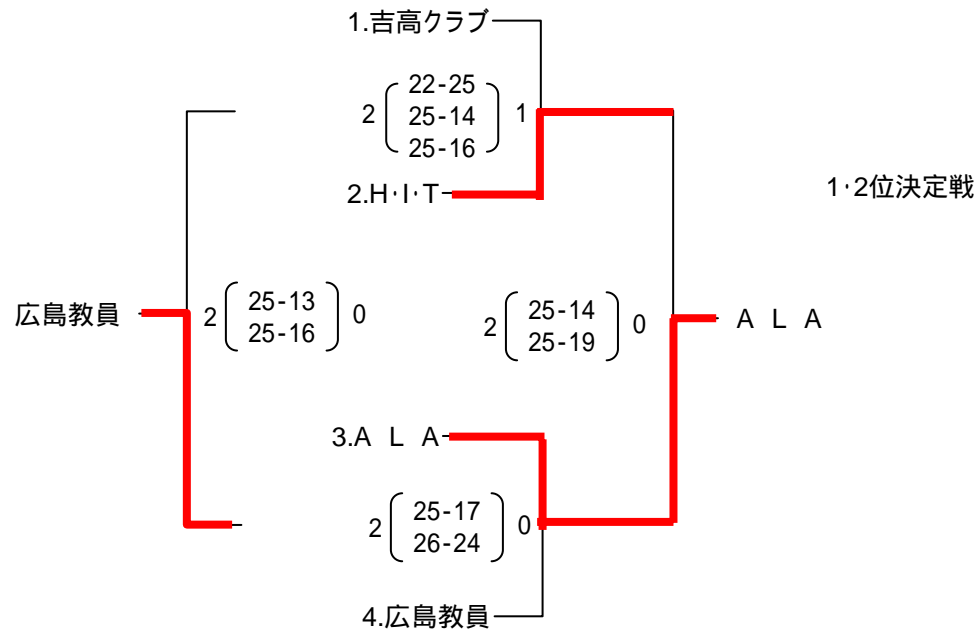 1.吉高クラブ
2 22-25 1
25-14
25-16
2.H・I・T
1・2位決定戦
広島教員
2 25-13 0
25-16
2 25-14 0
25-19
A L A
3.A L A
2 25-17 0
26-24
4.広島教員